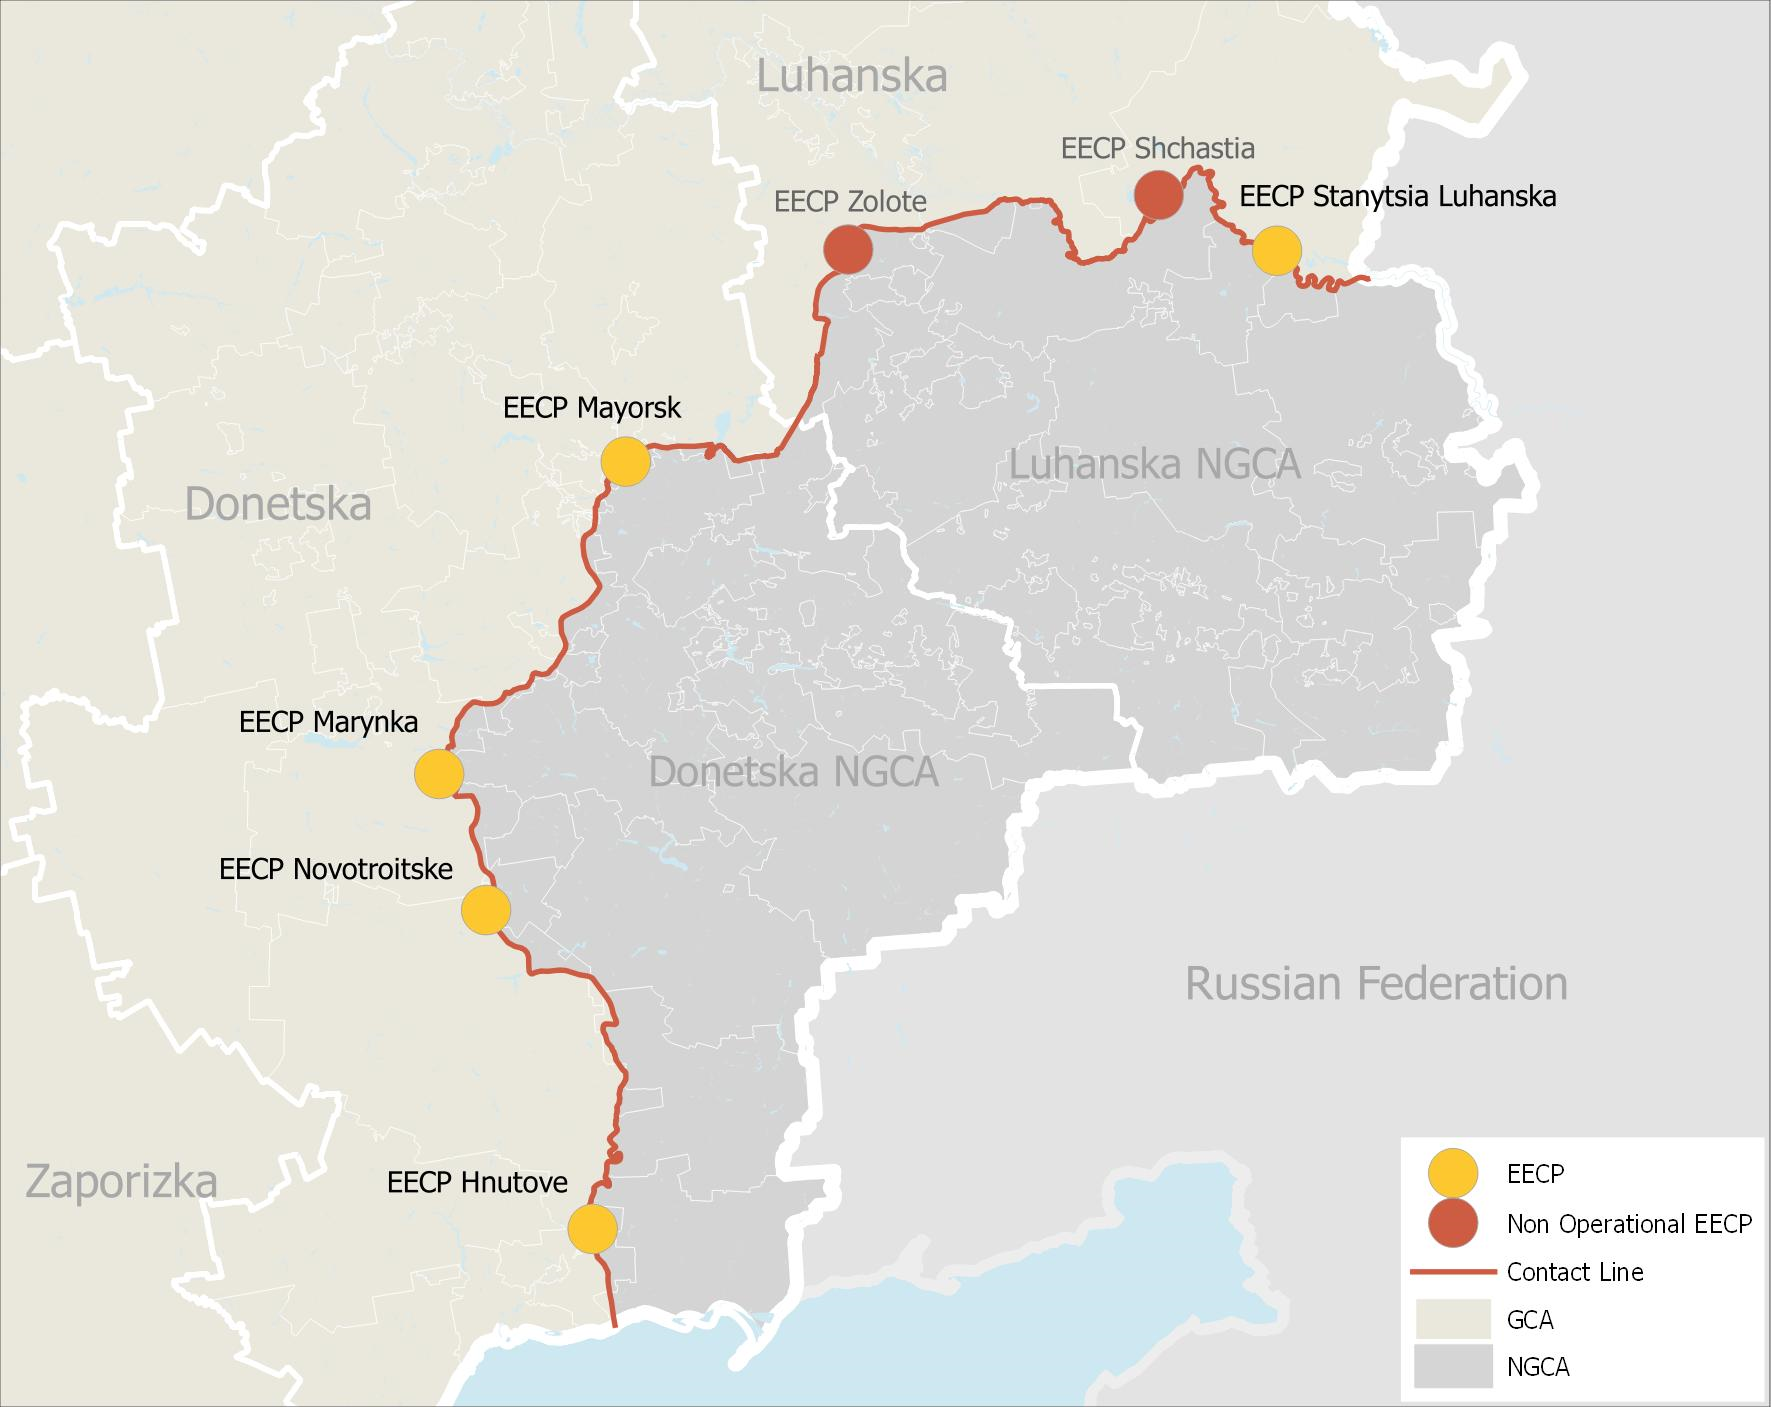 Luhanska
EECP Shchastia
EECP Stanytsia Luhanska
EECP Zolote
EECP Mayorsk
Luhanska NGCA
Donetska
EECP Marynka
Donetska NGCA
EECP Novotroitske
Russian Federation
Zaporizka
EECP Hnutove
EECP
Non Operational EECP
Contact Line
GCA
NGCA